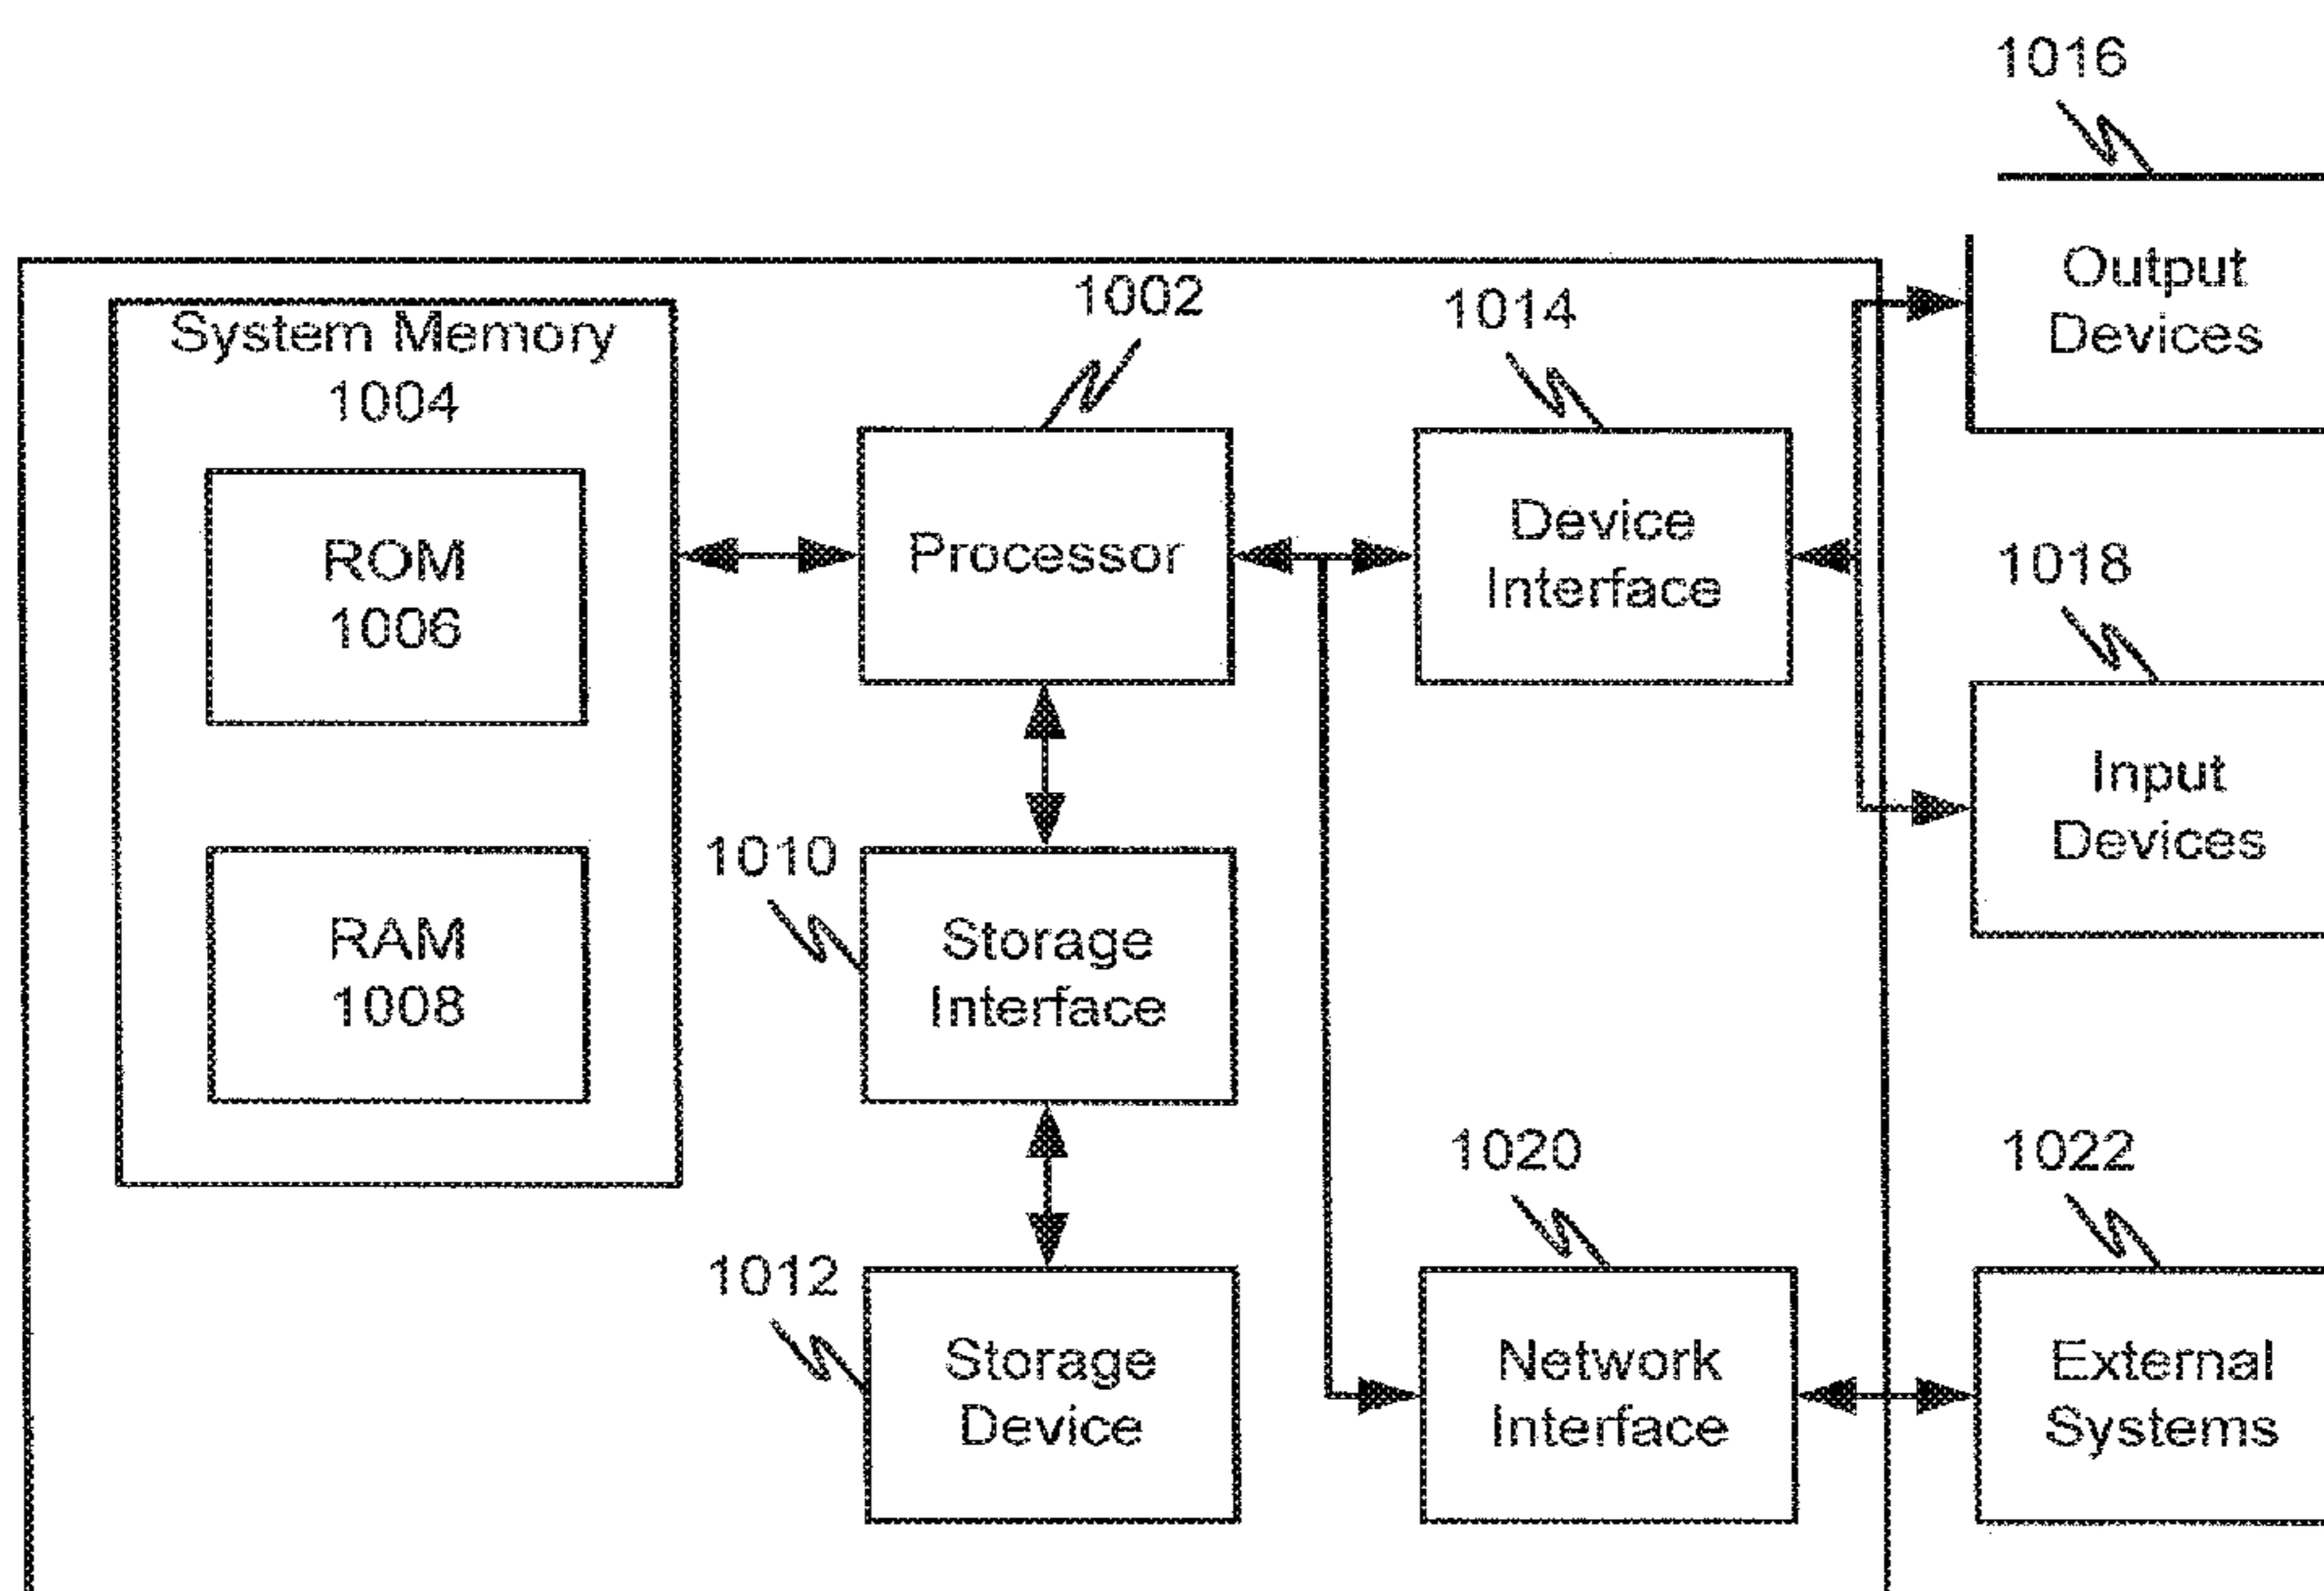 1016
Output
Devices
1002
1014
System Memory
1004
ROM
1006
Processor
Device
Interface
1018
Input
Devices
RAM
1008
1010
Storage
Interface
1020
1022
1012
Storage
Device
Network
Interface
External
Systems